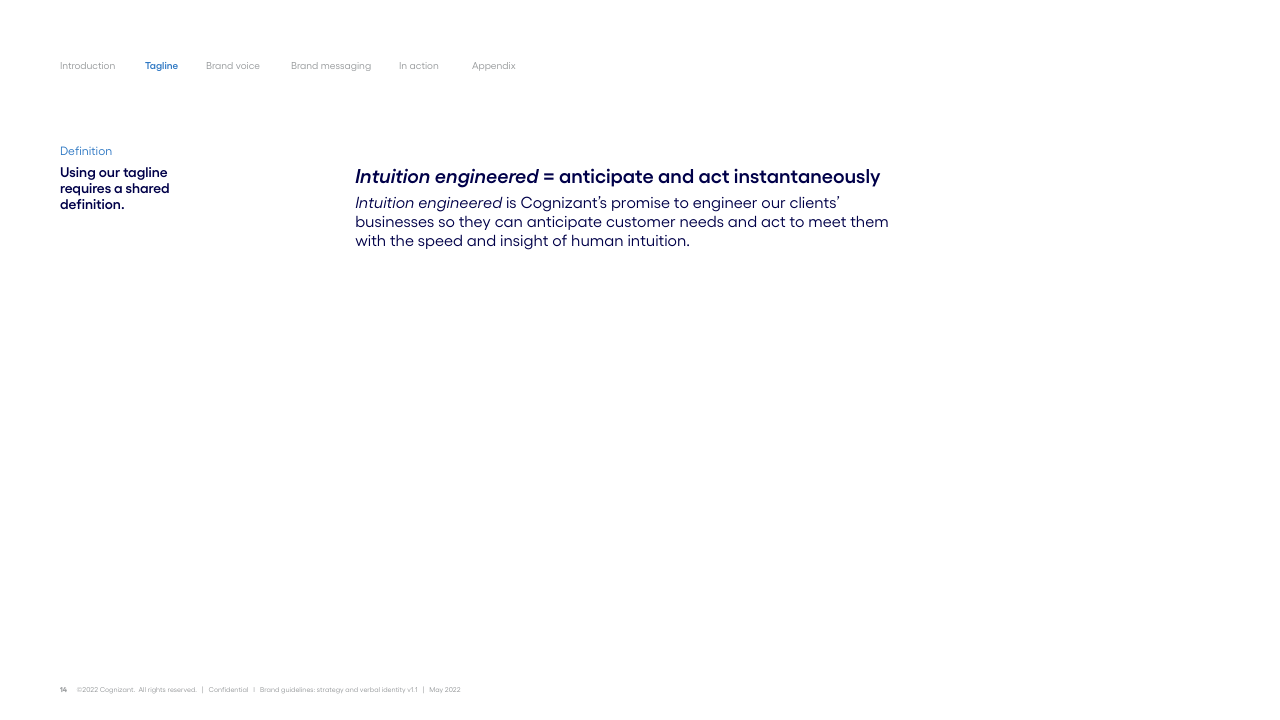 Introduction Tagline Brand voice Brand messaging In action Appendix
Definition
Using our tagline
requires a shared
definition.
Intuition engineered = anticipate and act instantaneously
Intuition engineered is Cognizant’s promise to engineer our clients’
businesses so they can anticipate customer needs and act to meet them
with the speed and insight of human intuition.
14 ©2022 Cognizant. All rights reserved. | Confidential | Brand guidelines: strategy and verbal identity v1.1 | May 2022